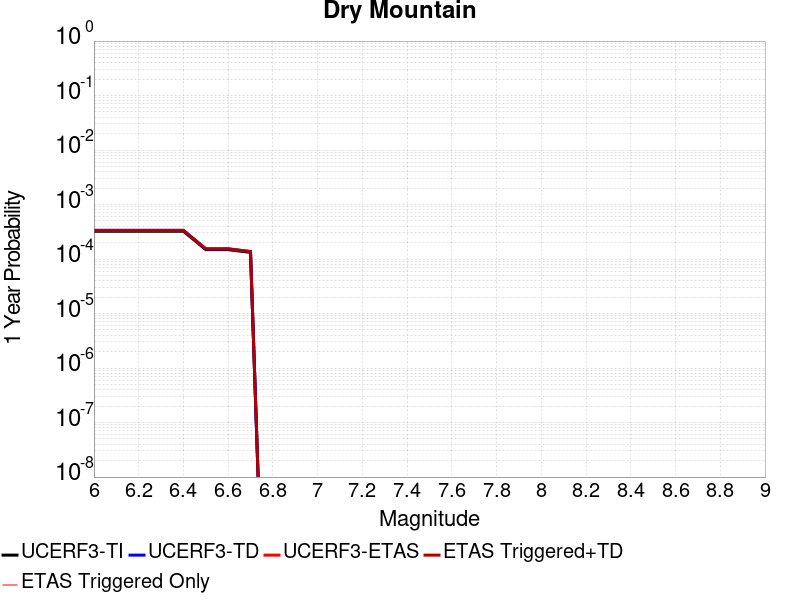 Dry Mountain
10^0
10^-1
10^-2
10^-3
10^-4
10^-5
10^-6
10^-7
10^-8
1 Year Probability
6 6.2 6.4 6.6 6.8 7 7.2 7.4 7.6 7.8 8 8.2 8.4 8.6 8.8 9
Magnitude
UCERF3-TI UCERF3-TD UCERF3-ETAS ETAS Triggered+TD
ETAS Triggered Only